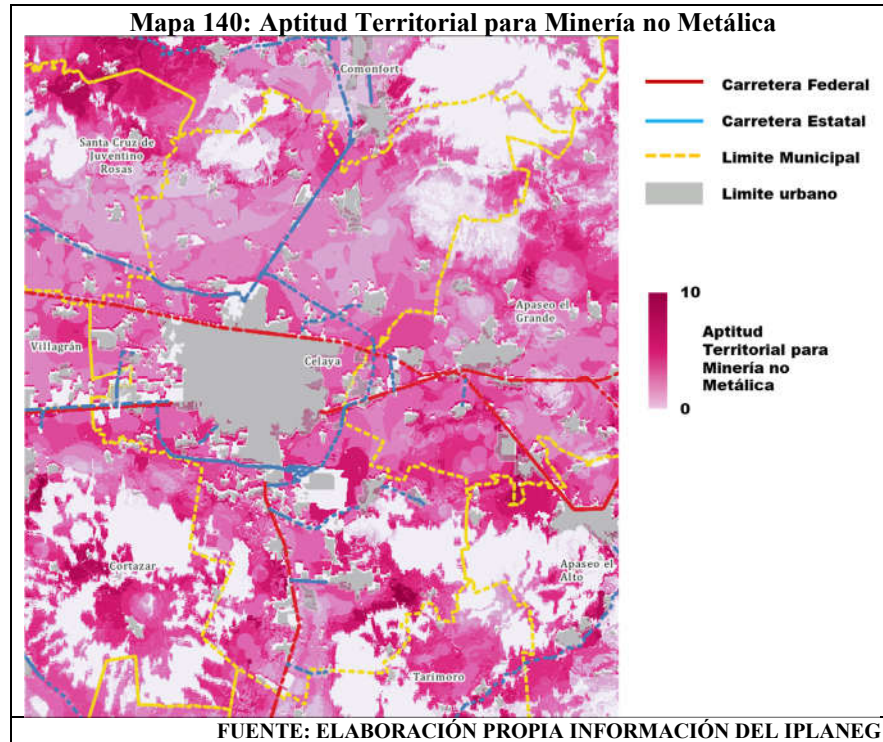 Mapa 140: Aptitud Territorial para Minería no Metálica
Comonfort
Santa Cruz de
Juventino
Rosas
Apaseo el
Grande
Villagrán
Celaya
Cortazar
Apaseo el
Alto
Tarimoro
Carretera Federal
Carretera Estatal
Limite Municipal
Limite urbano
10
Aptitud
Territorial para
Minería no
Metálica
0
FUENTE: ELABORACIÓN PROPIA INFORMACIÓN DEL IPLANEG